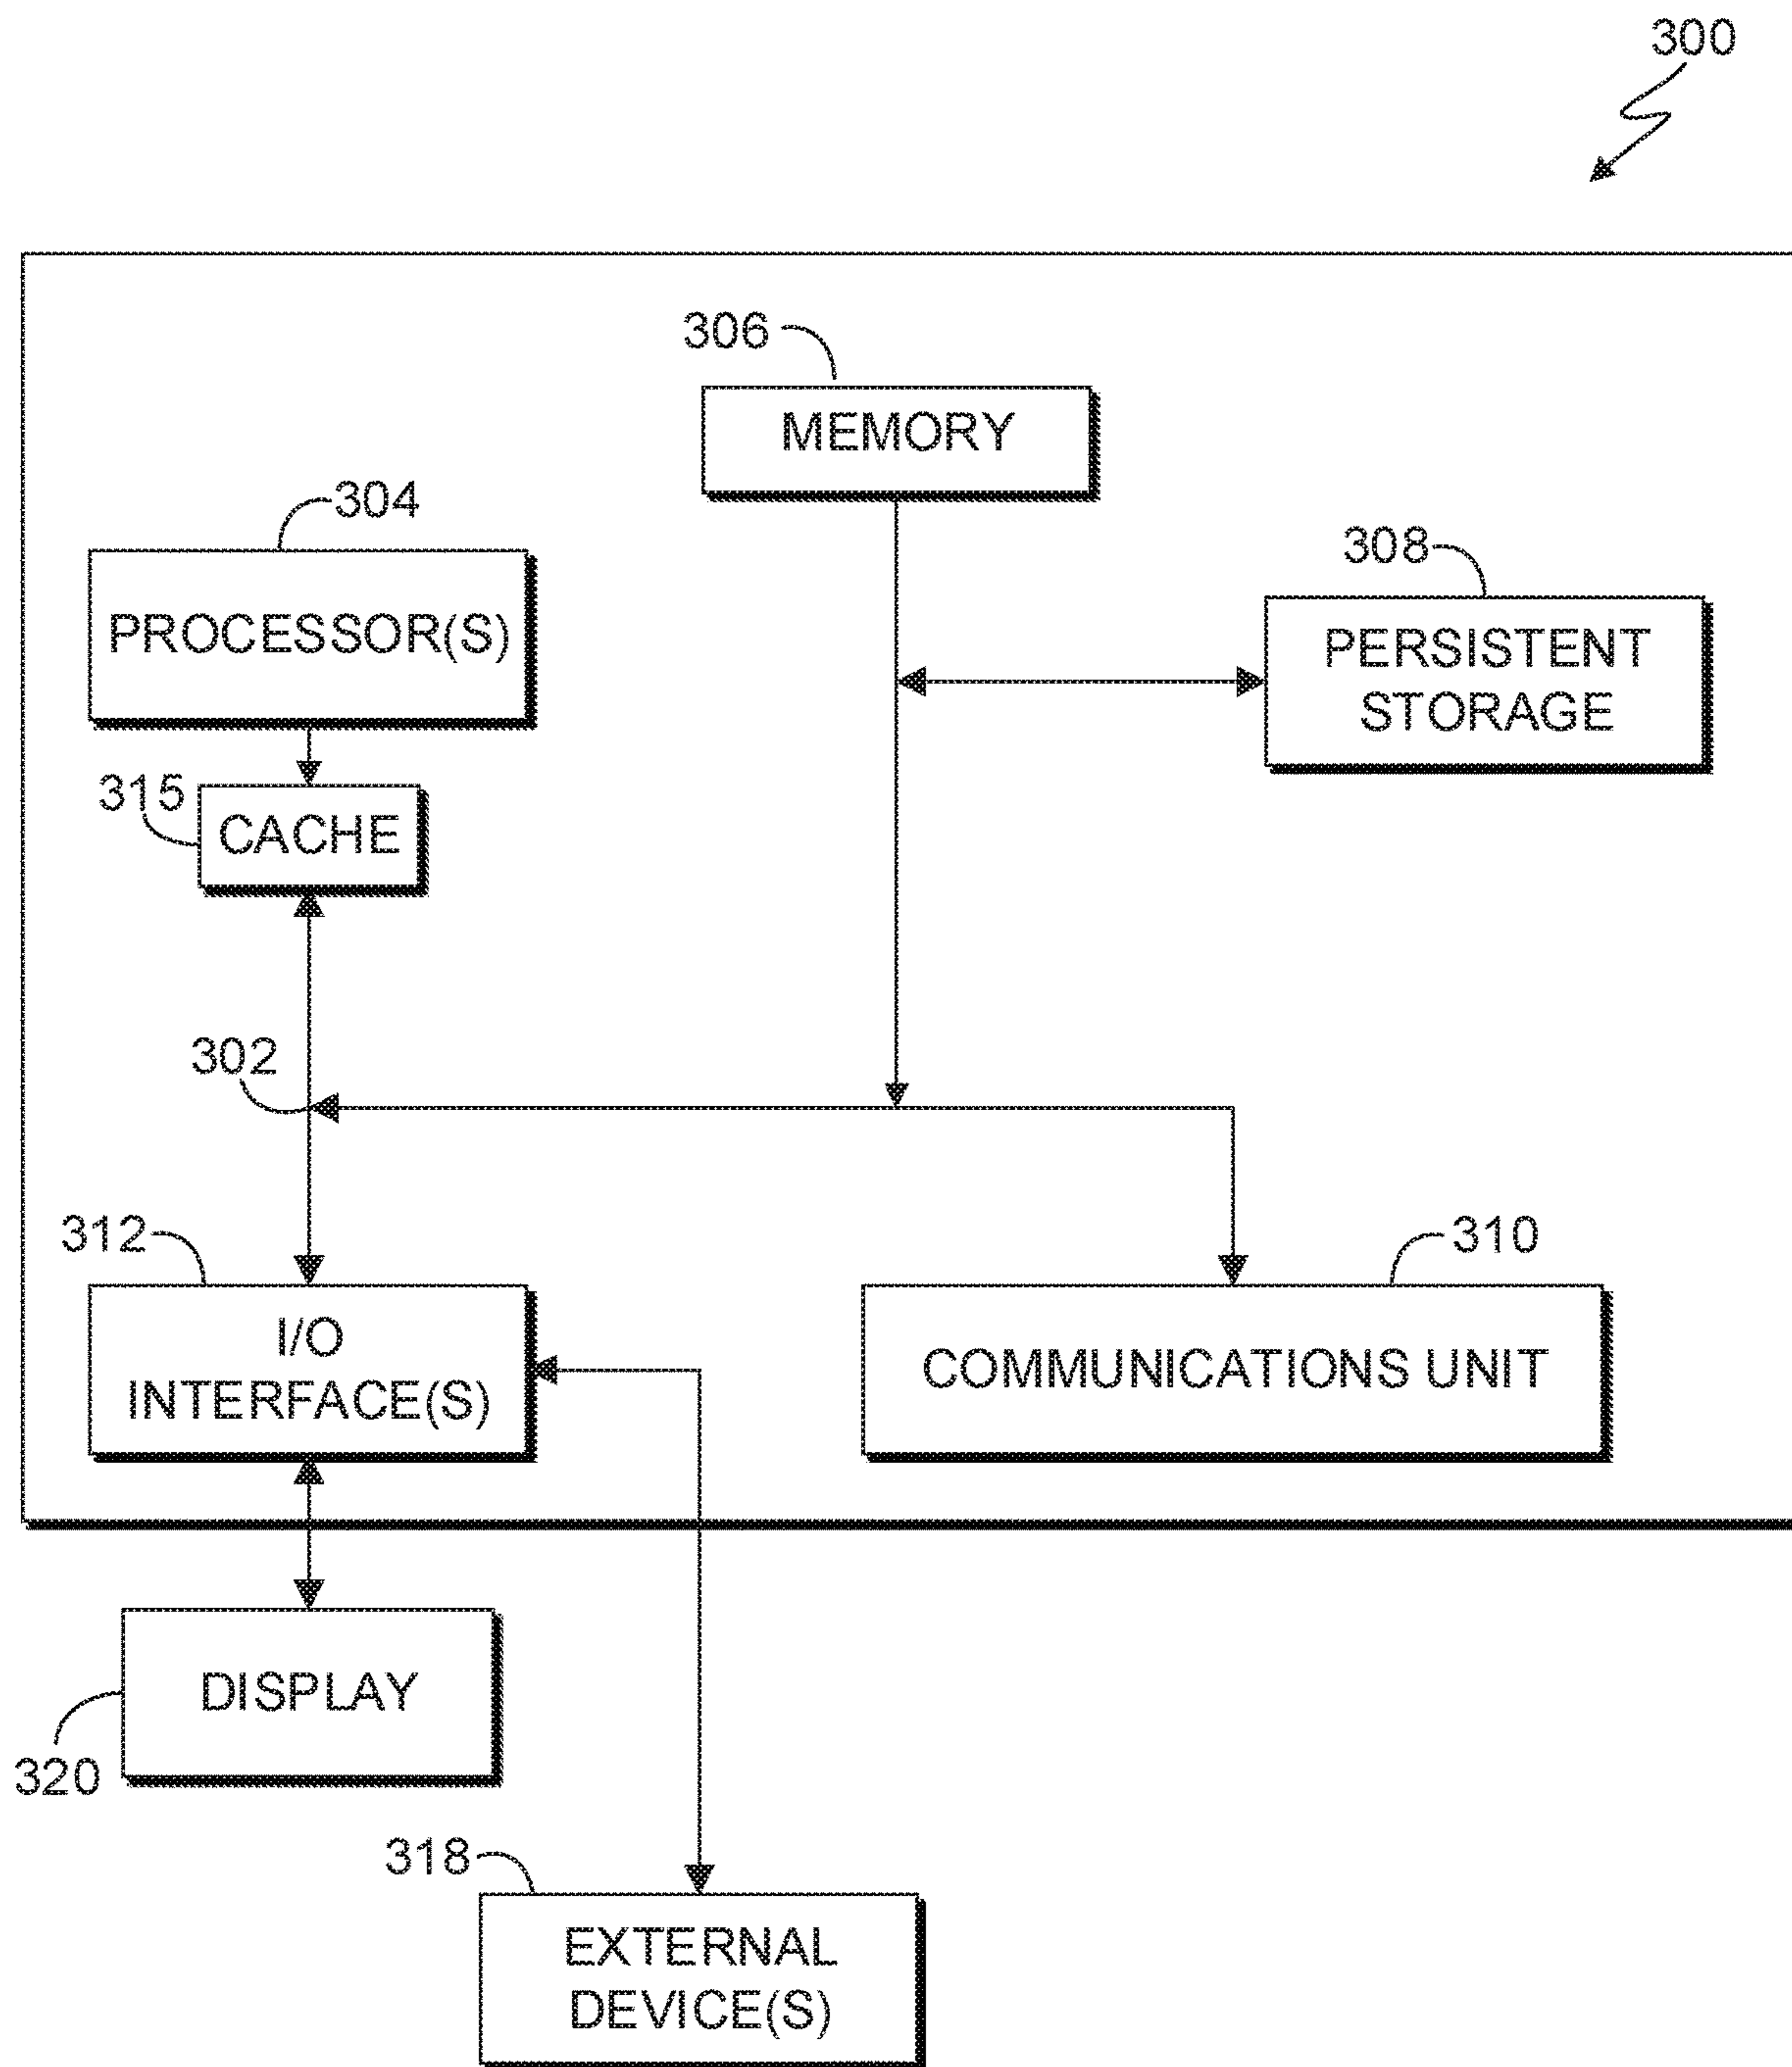 300
306
MEMORY
304
PROCESSOR(S)
308
PERSISTENT
STORAGE
315
CACHE
302
312
I/O
INTERFACE(S)
310
COMMUNICATIONS UNIT
DISPLAY
320
318
EXTERNAL
DEVICE(S)